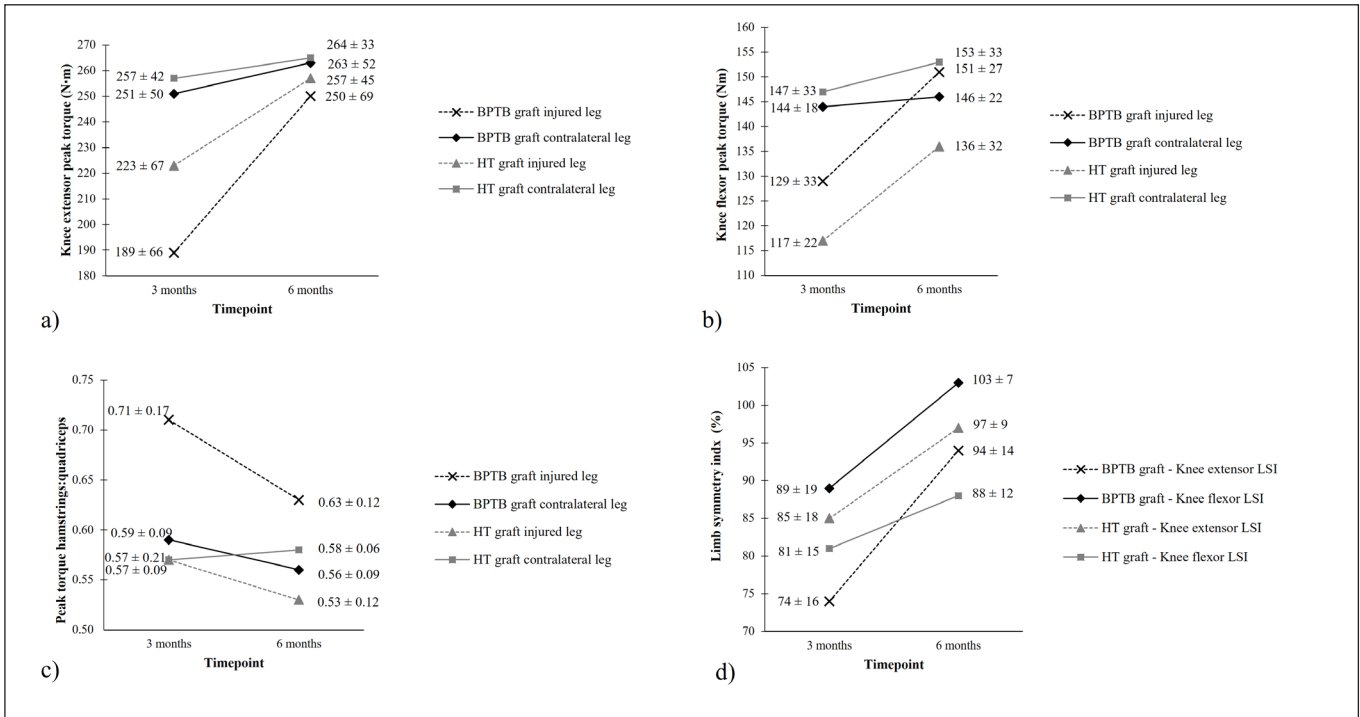 Knee extensor peak torque (N·m)
270
260
250
240
230
220
210
200
190
180
257 ± 42
251 ± 50
223 ± 67
189 ± 66
264 ± 33
263 ± 52
257 ± 45
250 ± 69
3 months
6 months
Timepoint
BPTB graft injured leg
BPTB graft contralateral leg
HT graft injured leg
HT graft contralateral leg
a)
Knee flexor peak torque (Nm)
160
155
150
145
140
135
130
125
120
115
110
147 ± 33
144 ± 18
129 ± 33
117 ± 22
153 ± 33
151 ± 27
146 ± 22
136 ± 32
3 months
6 months
Timepoint
BPTB graft injured leg
BPTB graft contralateral leg
HT graft injured leg
HT graft contralateral leg
b)
Peak torque hamstrings:quadriceps
0.75
0.70
0.65
0.60
0.55
0.50
0.71 ± 0.17
0.59 ± 0.09
0.57 ± 0.21
0.57 ± 0.09
0.63 ± 0.12
0.58 ± 0.06
0.56 ± 0.09
0.53 ± 0.12
3 months
6 months
Timepoint
BPTB graft injured leg
BPTB graft contralateral leg
HT graft injured leg
HT graft contralateral leg
c)
Limb symmetry indx (%)
105
100
95
90
85
80
75
70
89 ± 19
85 ± 18
81 ± 15
74 ± 16
103 ± 7
97 ± 9
94 ± 14
88 ± 12
3 months
6 months
Timepoint
BPTB graft - Knee extensor LSI
BPTB graft - Knee flexor LSI
HT graft - Knee extensor LSI
HT graft - Knee flexor LSI
d)